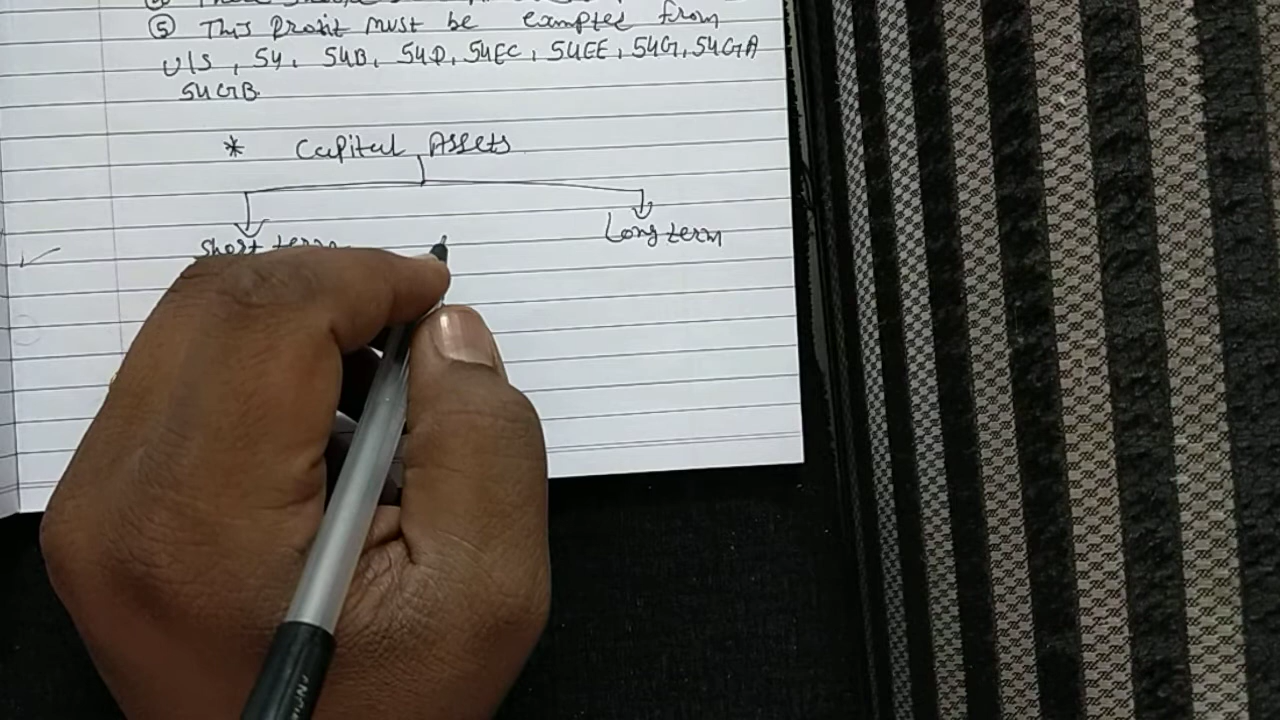 ⑤ This Profit must be exampted from
U/S, 54, 54B, 54D, 54EC, 54EE, 54G, 54GA
54GB.
* Capital Assets
Short term
Long term